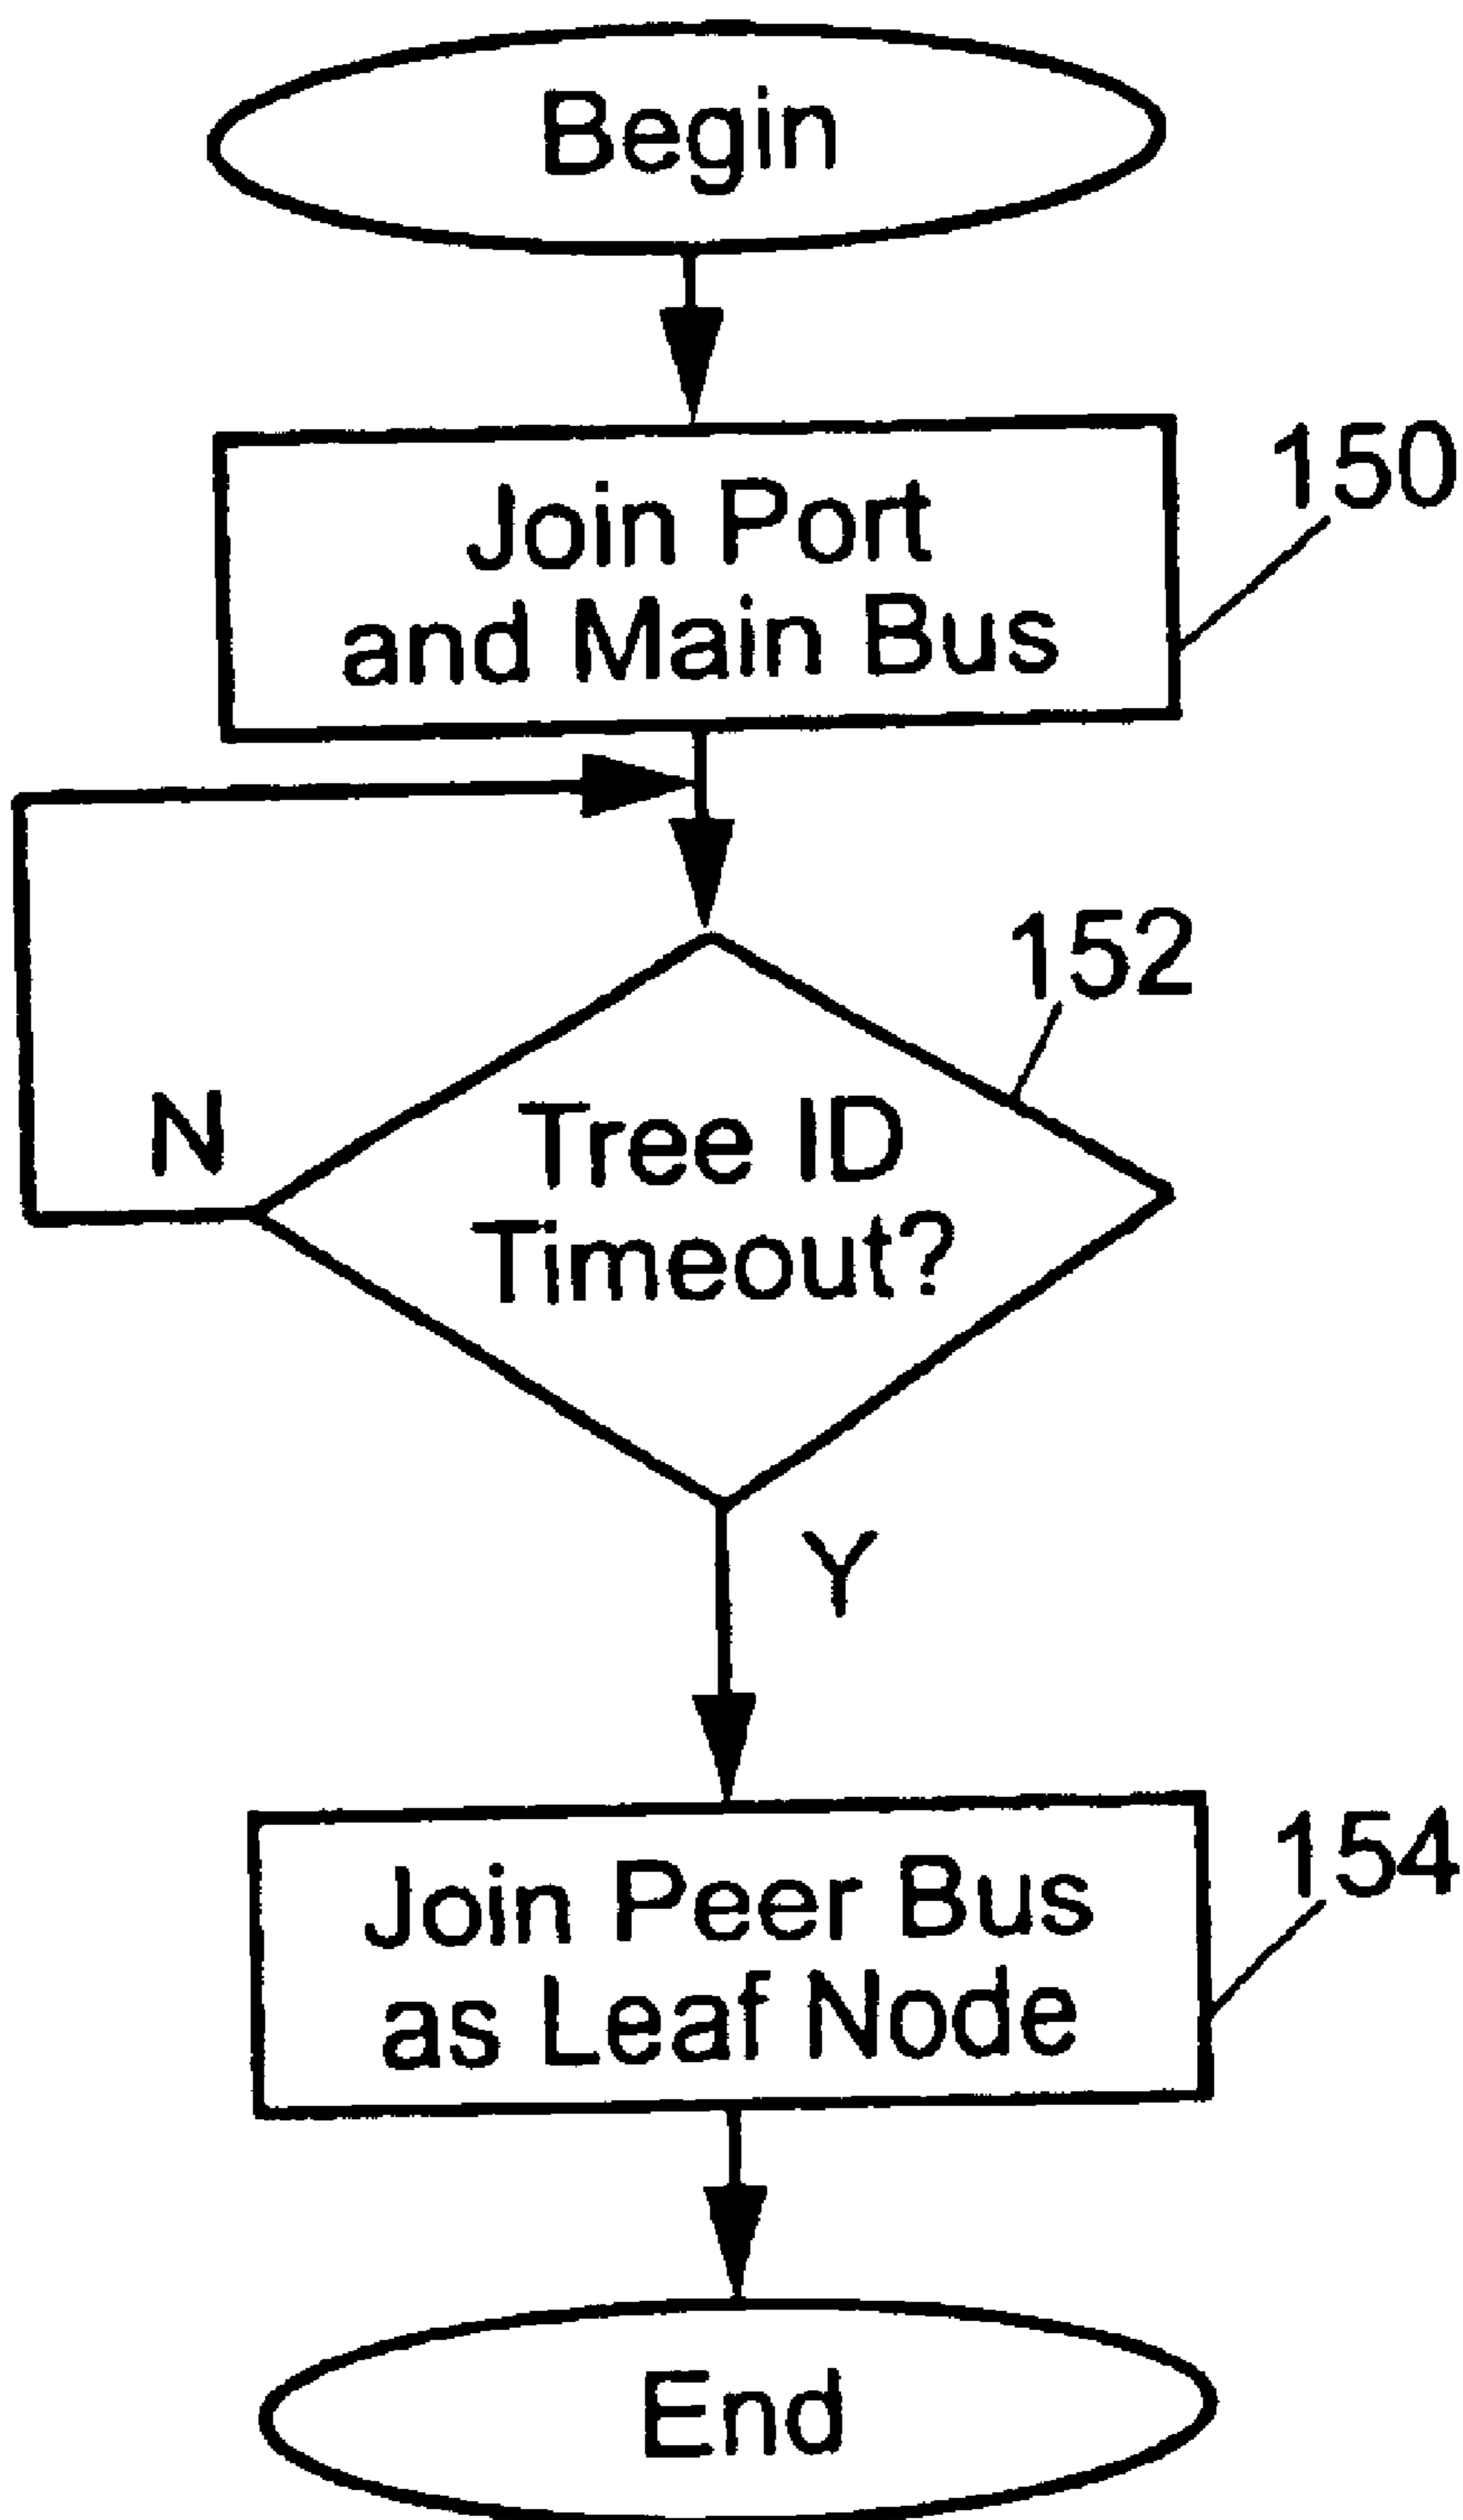 Begin
Join Port
and Main Bus
150
152
N
Tree ID
Timeout?
Y
Join Peer Bus
as Leaf Node
154
End